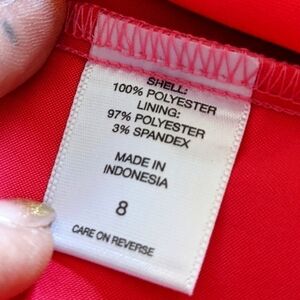 SHELL:
100% POLYESTER
LINING:
97% POLYESTER
3% SPANDEX
MADE IN
INDONESIA
8
CARE ON REVERSE